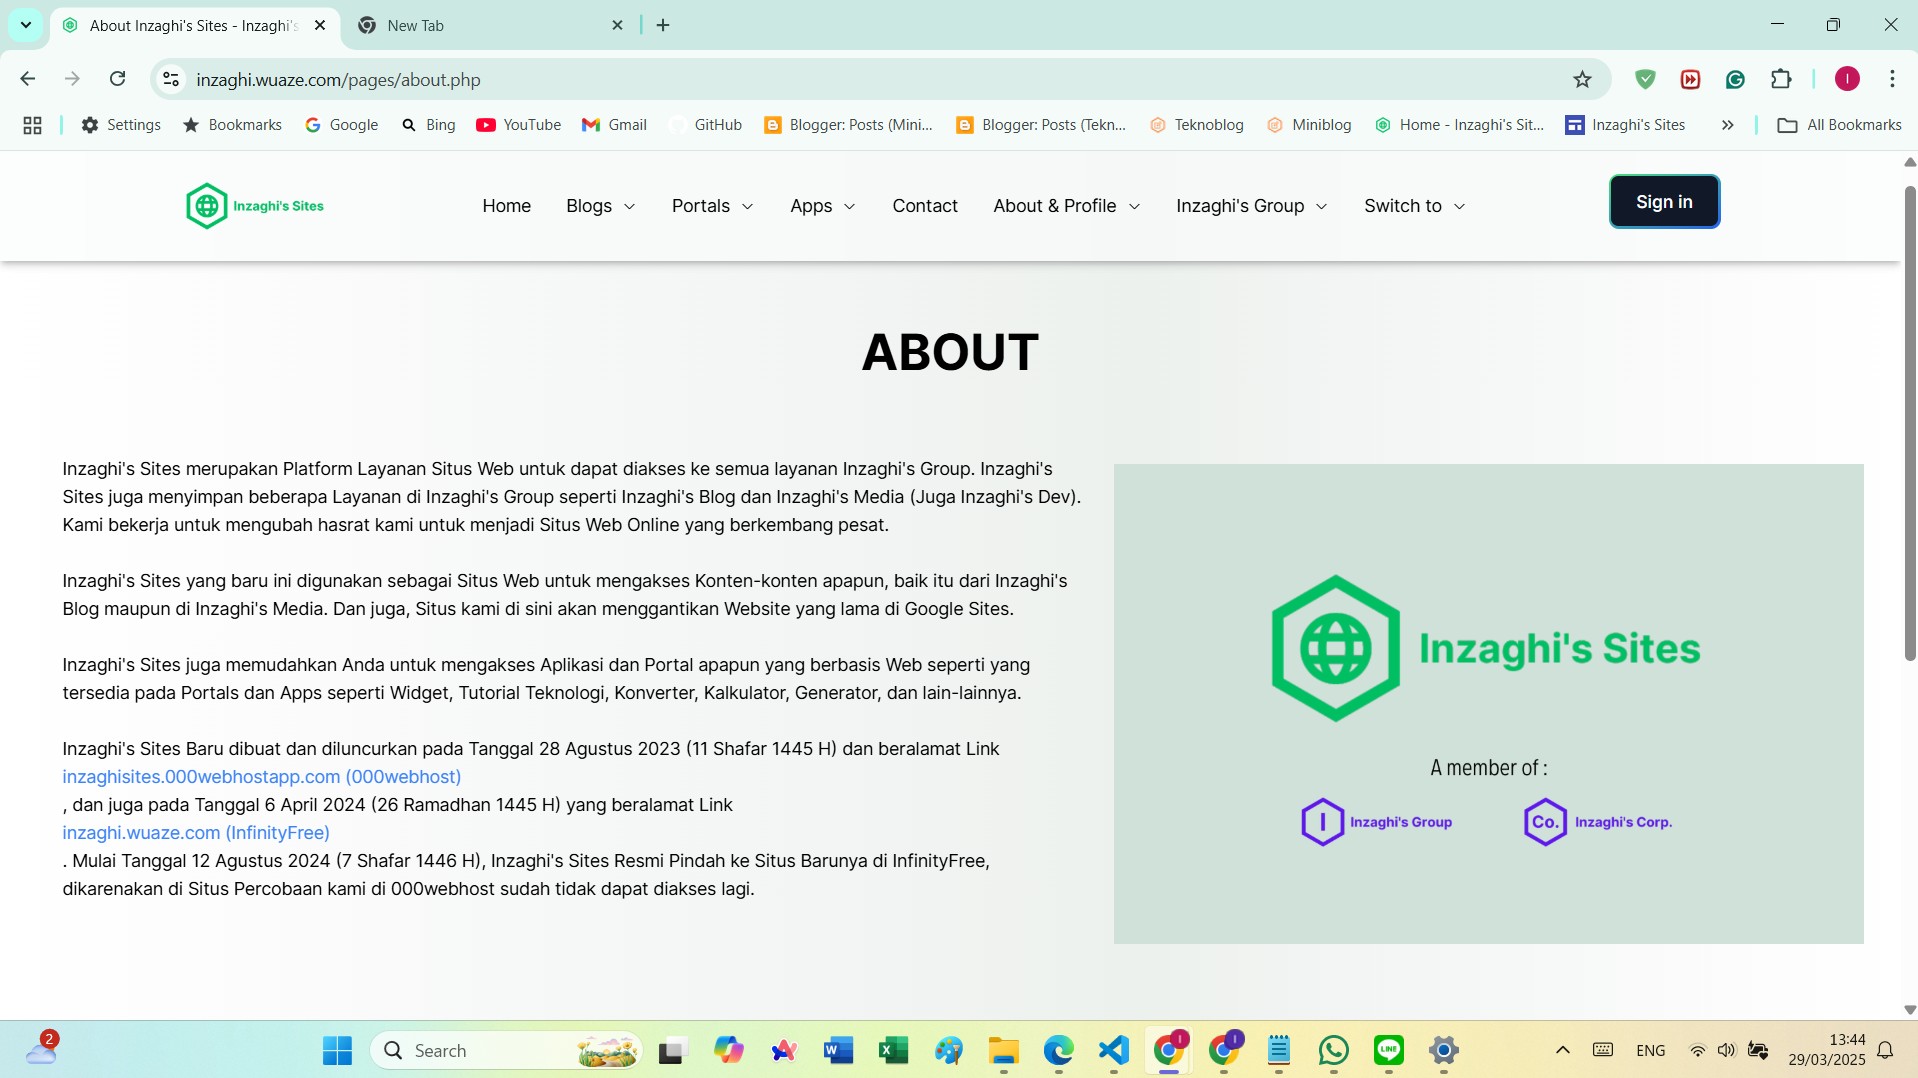 About Inzaghi's Sites - Inzaghi's
New Tab
inzaghi.wuaze.com/pages/about.php
I
Settings
Bookmarks
Google
Bing
YouTube
Gmail
GitHub
Blogger: Posts (Mini...
Blogger: Posts (Tekn...
Teknoblog
Miniblog
Home - Inzaghi's Sit...
Inzaghi's Sites
All Bookmarks
Inzaghi's Sites
Home
Blogs
Portals
Apps
Contact
About & Profile
Inzaghi's Group
Switch to
Sign in
ABOUT
Inzaghi's Sites merupakan Platform Layanan Situs Web untuk dapat diakses ke semua layanan Inzaghi's Group. Inzaghi's
Sites juga menyimpan beberapa Layanan di Inzaghi's Group seperti Inzaghi's Blog dan Inzaghi's Media (Juga Inzaghi's Dev).
Kami bekerja untuk mengubah hasrat kami untuk menjadi Situs Web Online yang berkembang pesat.
Inzaghi's Sites yang baru ini digunakan sebagai Situs Web untuk mengakses Konten-konten apapun, baik itu dari Inzaghi's
Blog maupun di Inzaghi's Media. Dan juga, Situs kami di sini akan menggantikan Website yang lama di Google Sites.
Inzaghi's Sites juga memudahkan Anda untuk mengakses Aplikasi dan Portal apapun yang berbasis Web seperti yang
tersedia pada Portals dan Apps seperti Widget, Tutorial Teknologi, Konverter, Kalkulator, Generator, dan lain-lainnya.
Inzaghi's Sites Baru dibuat dan diluncurkan pada Tanggal 28 Agustus 2023 (11 Shafar 1445 H) dan beralamat Link
inzaghisites.000webhostapp.com (000webhost)
, dan juga pada Tanggal 6 April 2024 (26 Ramadhan 1445 H) yang beralamat Link
inzaghi.wuaze.com (InfinityFree)
. Mulai Tanggal 12 Agustus 2024 (7 Shafar 1446 H), Inzaghi's Sites Resmi Pindah ke Situs Barunya di InfinityFree,
dikarenakan di Situs Percobaan kami di 000webhost sudah tidak dapat diakses lagi.
Inzaghi's Sites
A member of :
I
Inzaghi's Group
Co.
Inzaghi's Corp.
2
Search
I
I
LINE
ENG
13:44
29/03/2025